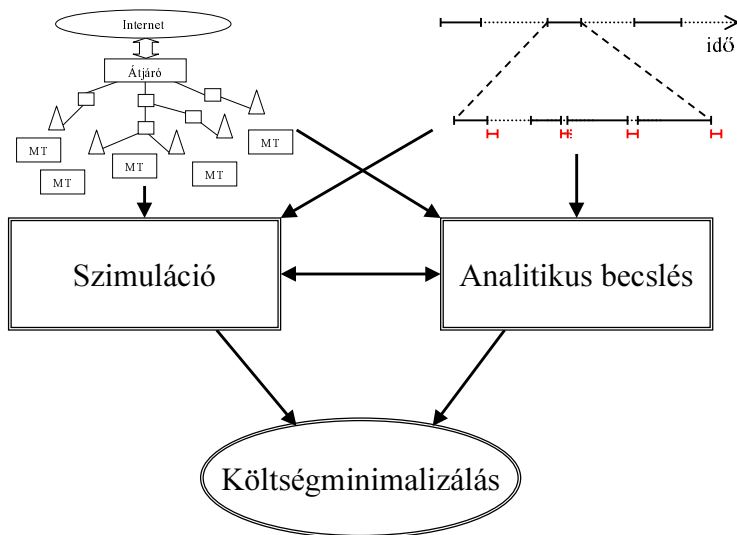 Internet
idő
Átjáró
MT
MT
MT
MT
MT
Szimuláció
Analitikus becslés
Költségminimalizálás